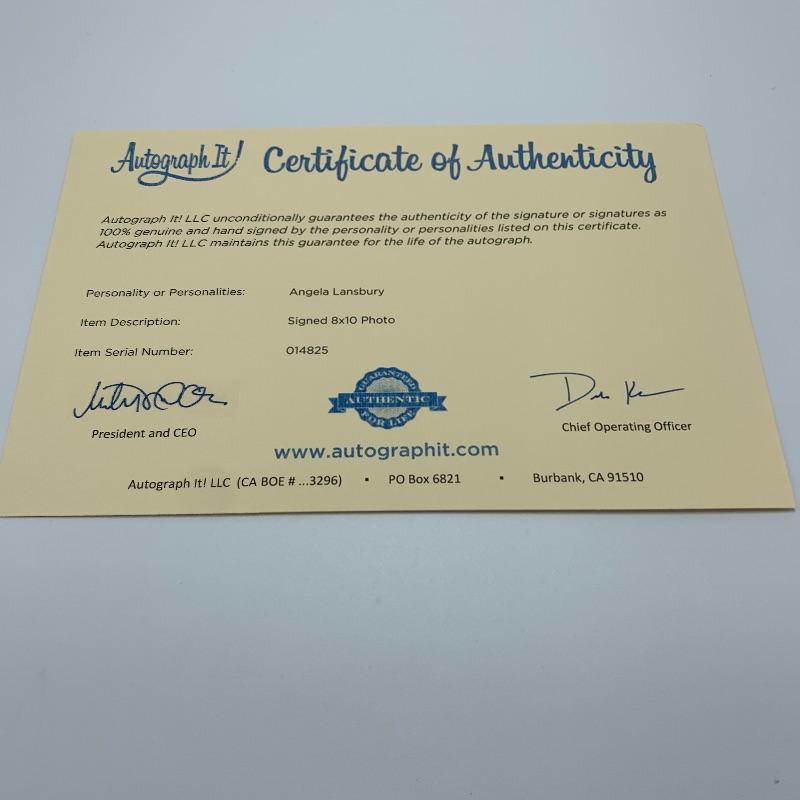 Autograph It! Certificate of Authenticity
Autograph It! LLC unconditionally guarantees the authenticity of the signature or signatures as
100% genuine and hand signed by the personality or personalities listed on this certificate.
Autograph It! LLC maintains this guarantee for the life of the autograph.
Personality or Personalities: Angela Lansbury
Item Description: Signed 8x10 Photo
Item Serial Number: 014825
GUARANTEED
AUTHENTIC
FOR LIFE
President and CEO
Chief Operating Officer
www.autographit.com
Autograph It! LLC (CA BOE # ...3296) • PO Box 6821 • Burbank, CA 91510